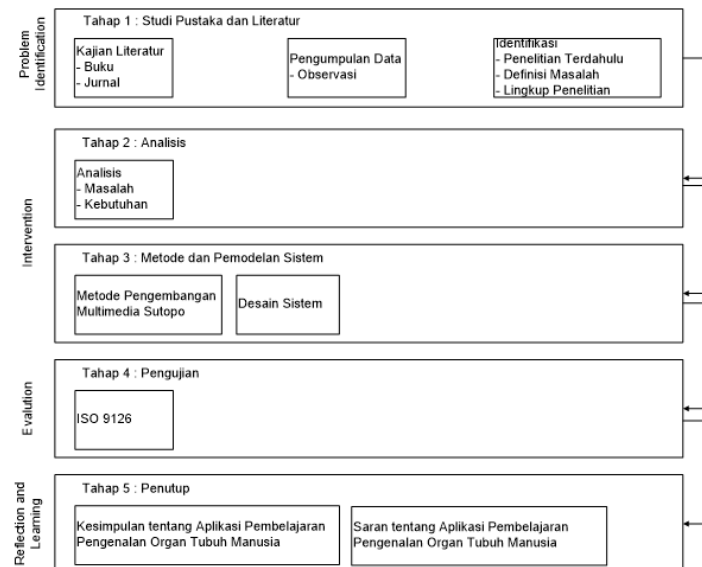 Problem
Identification
Tahap 1 : Studi Pustaka dan Literatur
Kajian Literatur
- Buku
- Jurnal
Pengumpulan Data
- Observasi
Identifikasi
- Penelitian Terdahulu
- Definisi Masalah
- Lingkup Penelitian
Intervention
Tahap 2 : Analisis
Analisis
- Masalah
- Kebutuhan
Tahap 3 : Metode dan Pemodelan Sistem
Metode Pengembangan
Multimedia Sutopo
Desain Sistem
Evalution
Tahap 4 : Pengujian
ISO 9126
Reflection and
Learning
Tahap 5 : Penutup
Kesimpulan tentang Aplikasi Pembelajaran
Pengenalan Organ Tubuh Manusia
Saran tentang Aplikasi Pembelajaran
Pengenalan Organ Tubuh Manusia